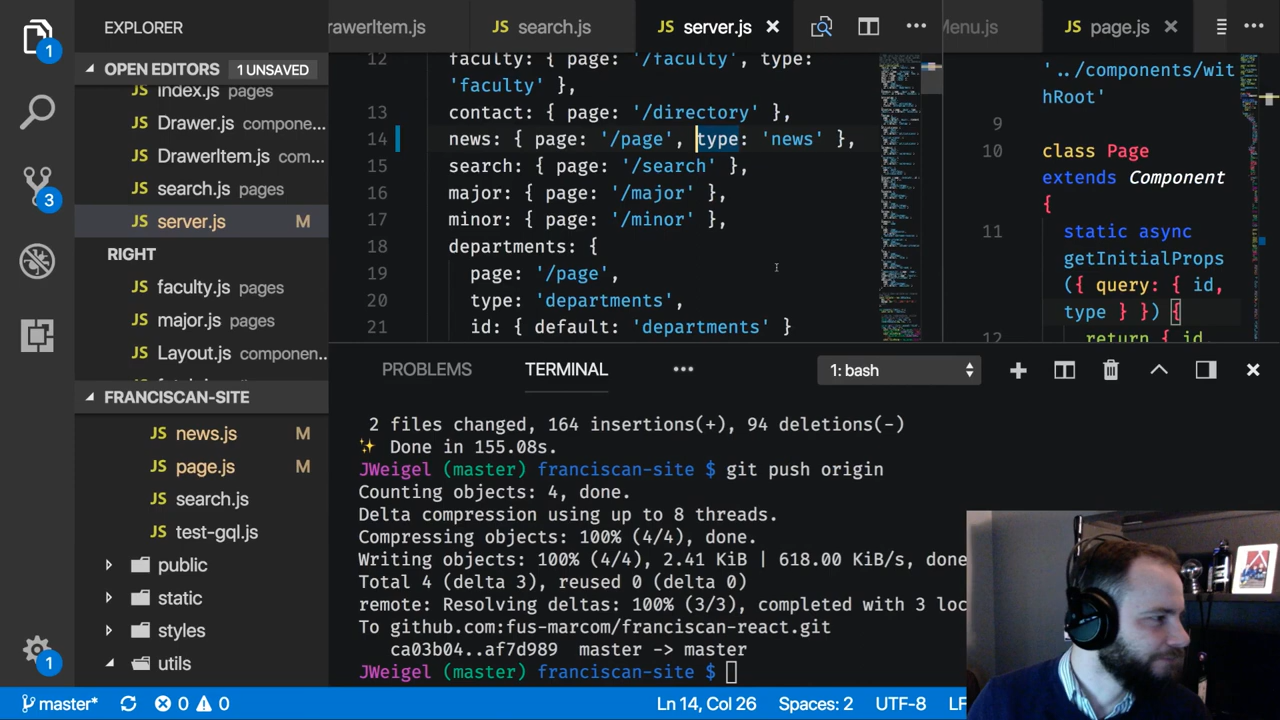 EXPLORER
OPEN EDITORS 1 UNSAVED
index.js pages
Drawer.js compone...
DrawerItem.js com...
search.js pages
server.js M
RIGHT
faculty.js pages
major.js pages
Layout.js componen...
FRANCISCAN-SITE
news.js M
page.js M
search.js
test-gql.js
public
static
styles
utils
1
3
1
rawerItem.js
search.js
server.js
12 faculty: { page: '/faculty', type:
'faculty' },
13 contact: { page: '/directory' },
14 news: { page: '/page', type: 'news' },
15 search: { page: '/search' },
16 major: { page: '/major' },
17 minor: { page: '/minor' },
18 departments: {
19 page: '/page',
20 type: 'departments',
21 id: { default: 'departments' }
Menu.js
page.js
'../components/wit
hRoot'
9
10 class Page
extends Component
{
11 static async
getInitialProps
({ query: { id,
type } }) {
12 return { id,
PROBLEMS TERMINAL ... 1: bash
2 files changed, 164 insertions(+), 94 deletions(-)
✨ Done in 155.08s.
JWeigel (master) franciscan-site $ git push origin
Counting objects: 4, done.
Delta compression using up to 8 threads.
Compressing objects: 100% (4/4), done.
Writing objects: 100% (4/4), 2.41 KiB | 618.00 KiB/s, done
Total 4 (delta 3), reused 0 (delta 0)
remote: Resolving deltas: 100% (3/3), completed with 3 loc
To github.com:fus-marcom/franciscan-react.git
ca03b04..af7d989 master -> master
JWeigel (master) franciscan-site $
master* 0 0 Ln 14, Col 26 Spaces: 2 UTF-8 LF